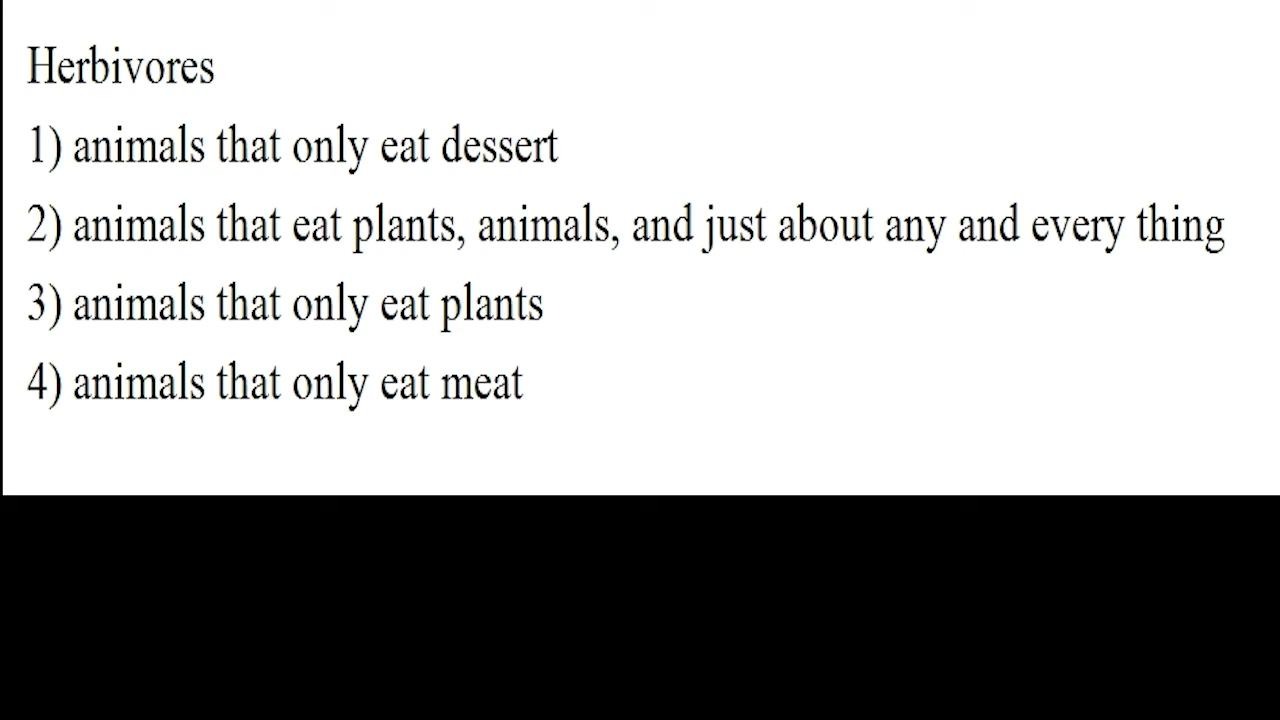 Herbivores
1) animals that only eat dessert
2) animals that eat plants, animals, and just about any and every thing
3) animals that only eat plants
4) animals that only eat meat